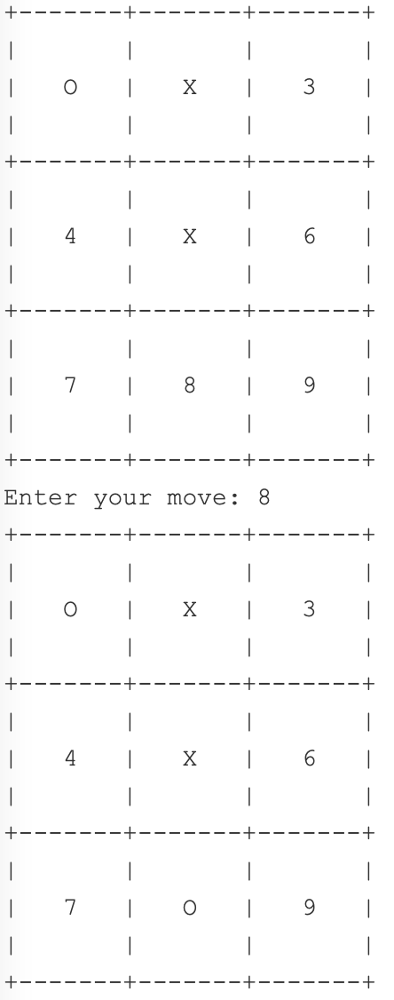 +-------+-------+-------+
|       |       |       |
|   O   |   X   |   3   |
|       |       |       |
+-------+-------+-------+
|       |       |       |
|   4   |   X   |   6   |
|       |       |       |
+-------+-------+-------+
|       |       |       |
|   7   |   8   |   9   |
|       |       |       |
+-------+-------+-------+
Enter your move: 8
+-------+-------+-------+
|       |       |       |
|   O   |   X   |   3   |
|       |       |       |
+-------+-------+-------+
|       |       |       |
|   4   |   X   |   6   |
|       |       |       |
+-------+-------+-------+
|       |       |       |
|   7   |   O   |   9   |
|       |       |       |
+-------+-------+-------+